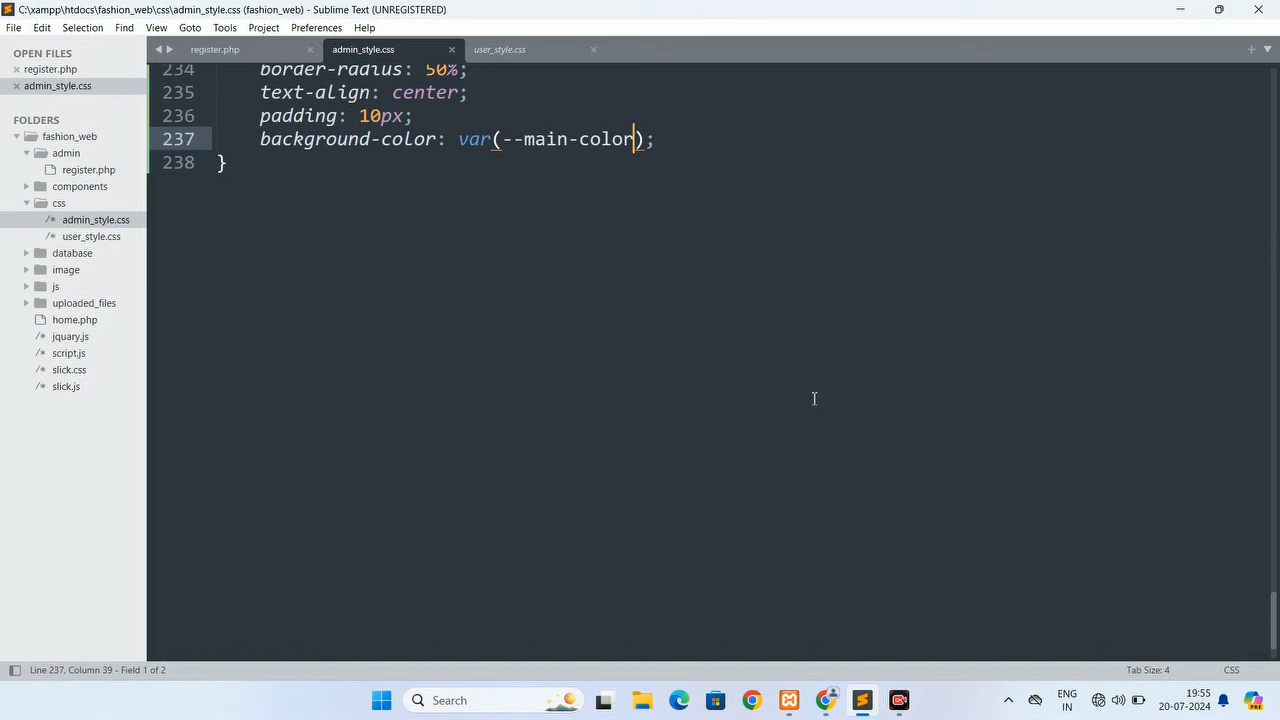 C:\xampp\htdocs\fashion_web\css\admin_style.css (fashion_web) - Sublime Text (UNREGISTERED)
File Edit Selection Find View Goto Tools Project Preferences Help
OPEN FILES
register.php
admin_style.css
FOLDERS
fashion_web
admin
register.php
components
css
admin_style.css
user_style.css
database
image
js
uploaded_files
home.php
jquary.js
script.js
slick.css
slick.js
register.php
admin_style.css
user_style.css
234 border-radius: 50%;
235 text-align: center;
236 padding: 10px;
237 background-color: var(--main-color);
238 }
Line 237, Column 39 - Field 1 of 2
Tab Size: 4
CSS
Search
ENG
IN
19:55
20-07-2024
PRE